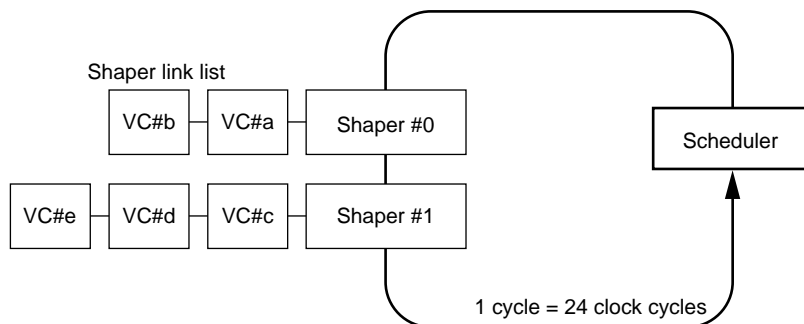 Shaper link list
VC#b
VC#a
Shaper #0
Scheduler
VC#e
VC#d
VC#c
Shaper #1
1 cycle = 24 clock cycles